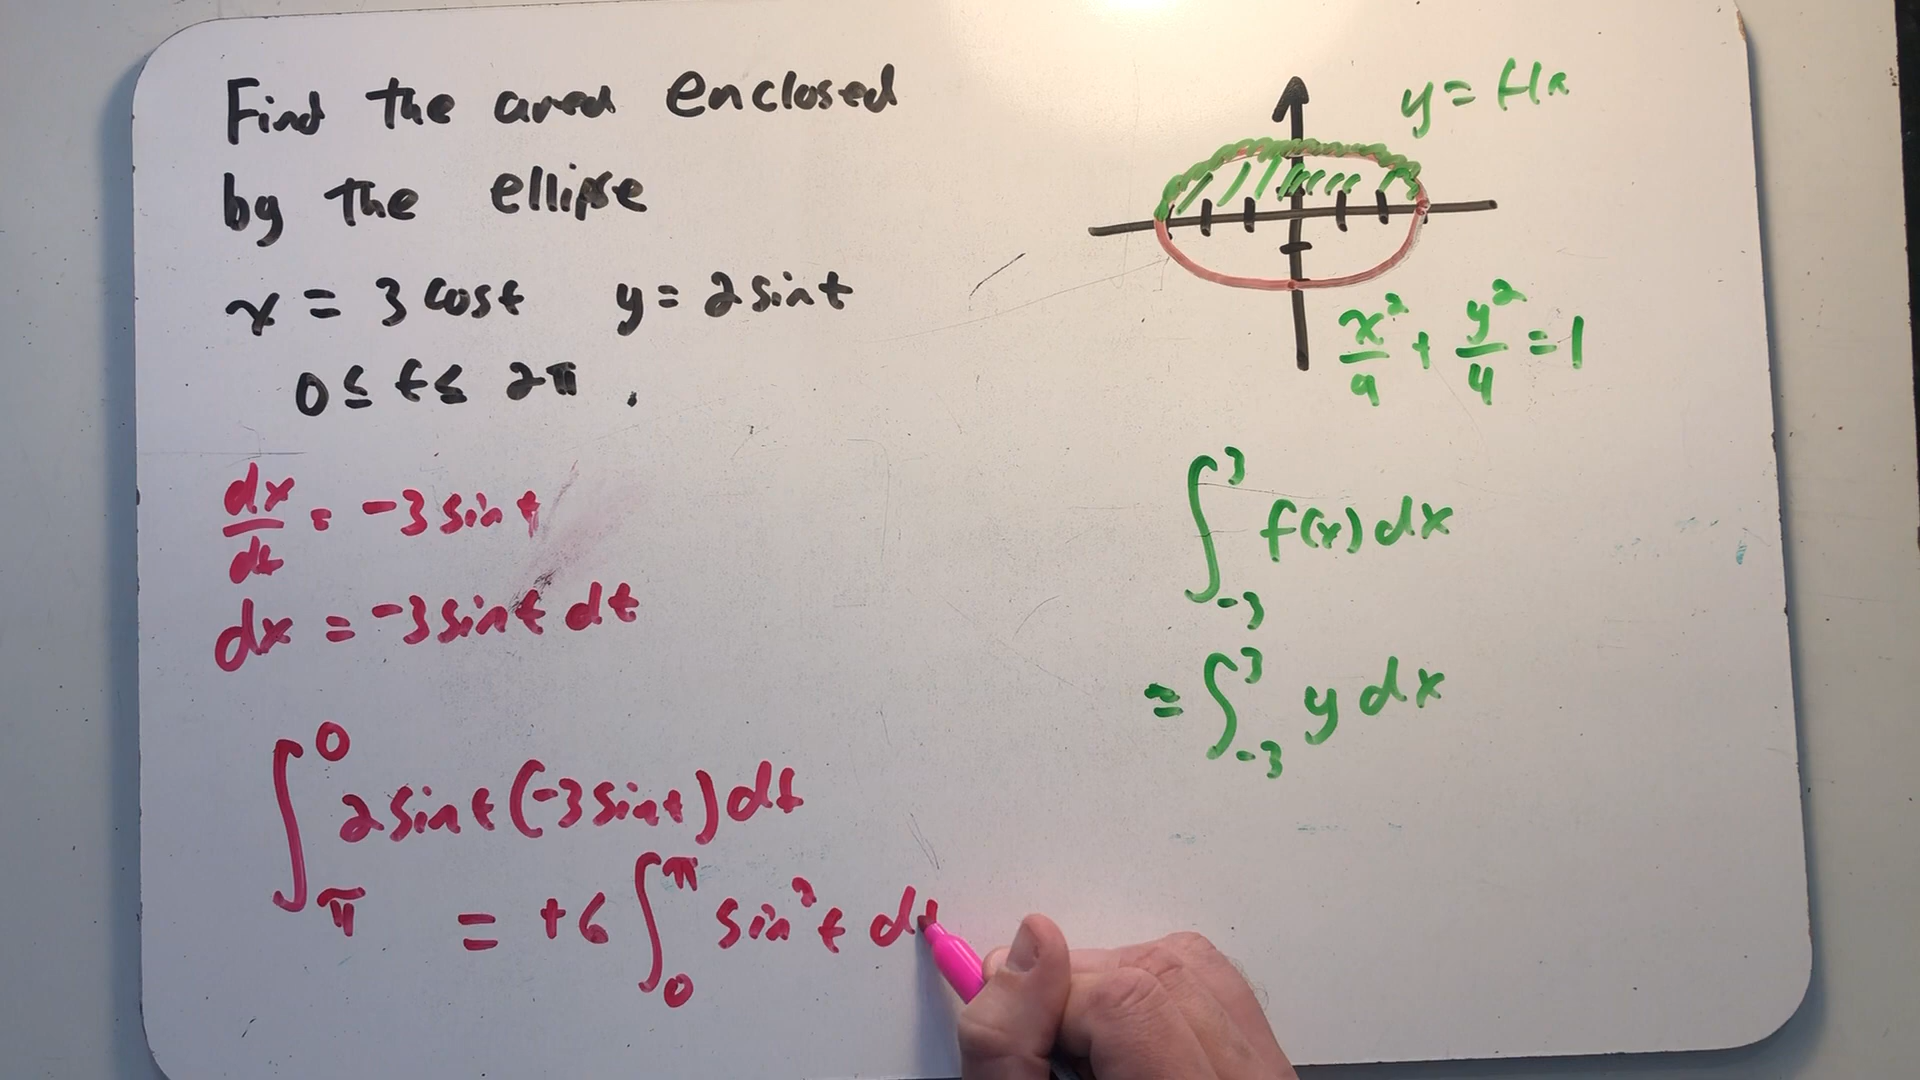 Find the area enclosed
by the ellipse
x = 3 cost y = 2 sint
0 ≤ t ≤ 2π .
dx/dt = -3 sin t
dx = -3 sint dt
∫_π^0 2 sint (-3 sint) dt
= +6 ∫_0^π sin²t dt
y = f(x
x²/9 + y²/4 = 1
∫_-3^3 f(x) dx
= ∫_-3^3 y dx